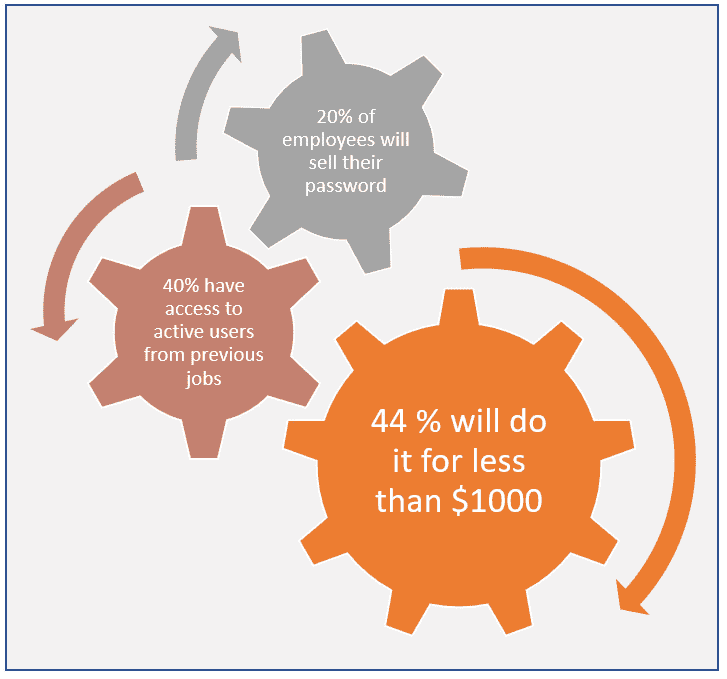 20% of
employees will
sell their
password
40% have
access to
active users
from previous
jobs
44 % will do
it for less
than $1000